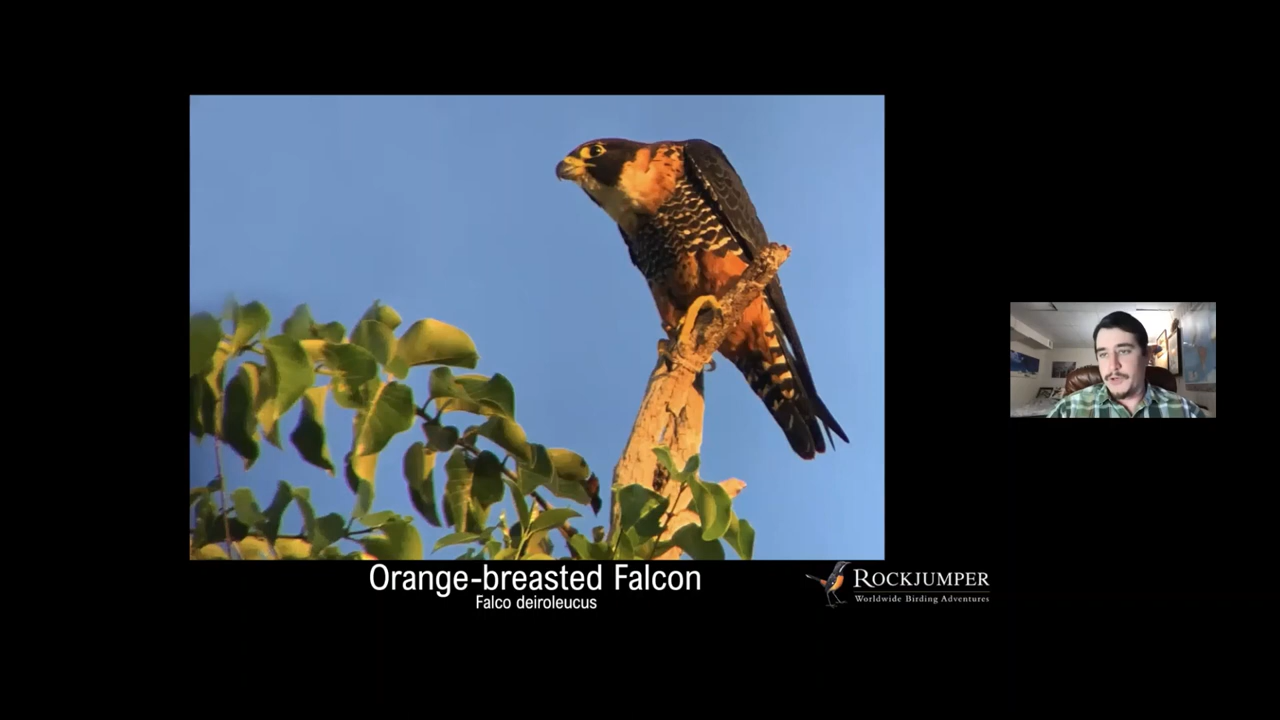 Orange-breasted Falcon
Falco deiroleucus
ROCKJUMPER
Worldwide Birding Adventures